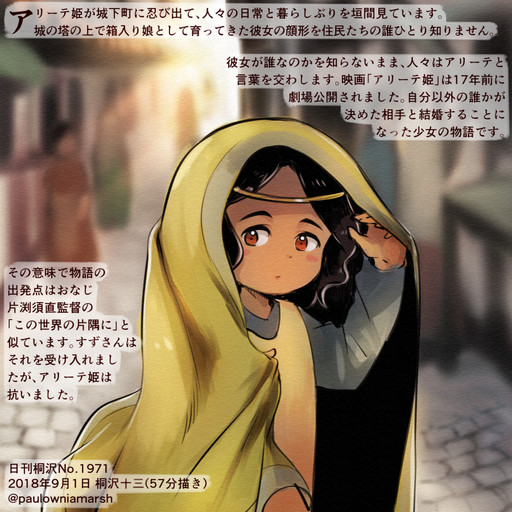 アリーテ姫が城下町に忍び出て、人々の日常と暮らしぶりを垣間見ています。
城の塔の上で箱入り娘として育ってきた彼女の顔形を住民たちの誰ひとり知りません。
彼女が誰なのかを知らないまま、人々はアリーテと
言葉を交わします。映画「アリーテ姫」は17年前に
劇場公開されました。自分以外の誰かが
決めた相手と結婚することに
なった少女の物語です。
その意味で物語の
出発点はおなじ
片渕須直監督の
「この世界の片隅に」と
似ています。すずさんは
それを受け入れまし
たが、アリーテ姫は
抗いました。
日刊桐沢No.1971
2018年9月1日 桐沢十三(57分描き)
@paulowniamarsh